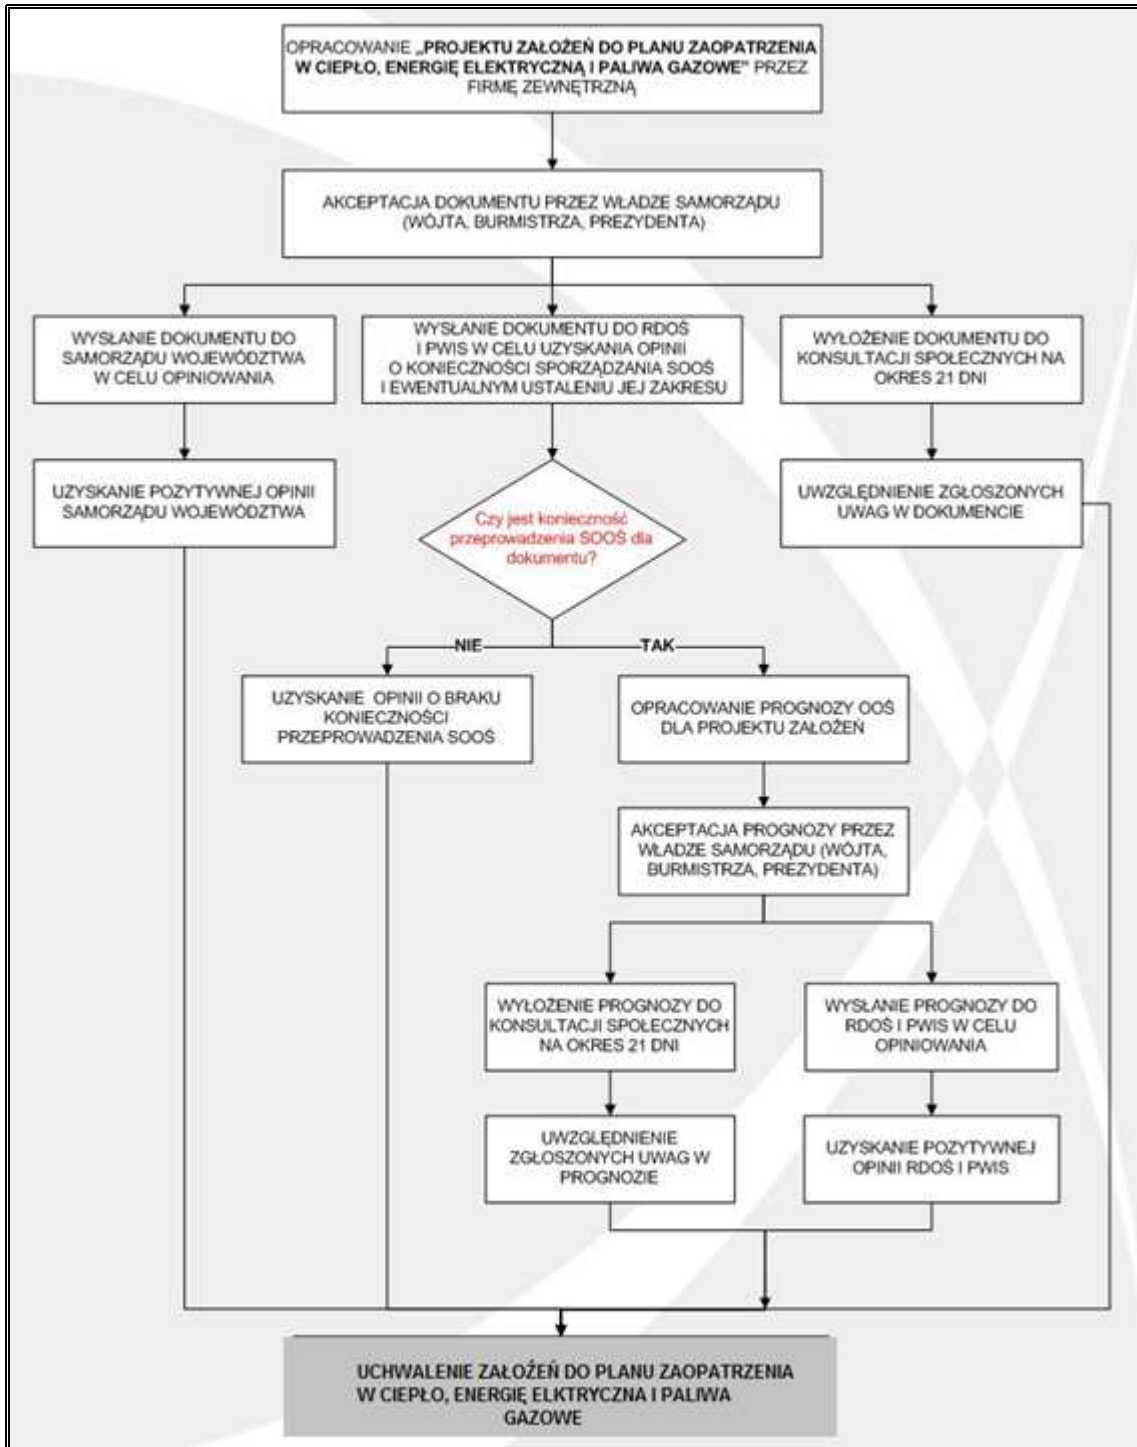 OPRACOWANIE „PROJEKTU ZAŁOŻEŃ DO PLANU ZAOPATRZENIA
W CIEPŁO, ENERGIĘ ELEKTRYCZNĄ I PALIWA GAZOWE" PRZEZ
FIRMĘ ZEWNĘTRZNĄ
AKCEPTACJA DOKUMENTU PRZEZ WŁADZE SAMORZĄDU
(WÓJTA, BURMISTRZA, PREZYDENTA)
WYSŁANIE DOKUMENTU DO
SAMORZĄDU WOJEWÓDZTWA
W CELU OPINIOWANIA
WYSŁANIE DOKUMENTU DO RDOŚ
I PWIS W CELU UZYSKANIA OPINII
O KONIECZNOŚCI SPORZĄDZANIA SOOŚ
I EWENTUALNYM USTALENIU JEJ ZAKRESU
WYŁOŻENIE DOKUMENTU DO
KONSULTACJI SPOŁECZNYCH NA
OKRES 21 DNI
UZYSKANIE POZYTYWNEJ OPINII
SAMORZĄDU WOJEWÓDZTWA
Czy jest konieczność
przeprowadzenia SOOŚ dla
dokumentu?
UWZGLĘDNIENIE ZGŁOSZONYCH
UWAG W DOKUMENCIE
NIE
TAK
UZYSKANIE OPINII O BRAKU
KONIECZNOŚCI
PRZEPROWADZENIA SOOŚ
OPRACOWANIE PROGNOZY OOŚ
DLA PROJEKTU ZAŁOŻEŃ
AKCEPTACJA PROGNOZY PRZEZ
WŁADZE SAMORZĄDU (WÓJTA,
BURMISTRZA, PREZYDENTA)
WYŁOŻENIE PROGNOZY DO
KONSULTACJI SPOŁECZNYCH
NA OKRES 21 DNI
WYSŁANIE PROGNOZY DO
RDOŚ I PWIS W CELU
OPINIOWANIA
UWZGLĘDNIENIE
ZGŁOSZONYCH UWAG W
PROGNOZIE
UZYSKANIE POZYTYWNEJ
OPINII RDOŚ I PWIS
UCHWALENIE ZAŁOŻEŃ DO PLANU ZAOPATRZENIA
W CIEPŁO, ENERGIĘ ELKTRYCZNA I PALIWA
GAZOWE